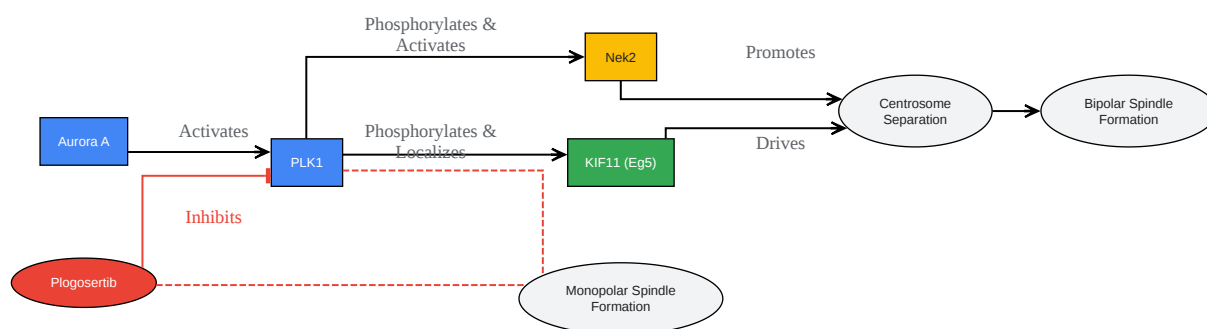 Phosphorylates &
Activates
Nek2
Promotes
Centrosome
Separation
Bipolar Spindle
Formation
Aurora A
Activates
PLK1
Phosphorylates &
Localizes
KIF11 (Eg5)
Drives
Inhibits
Plogosertib
Monopolar Spindle
Formation